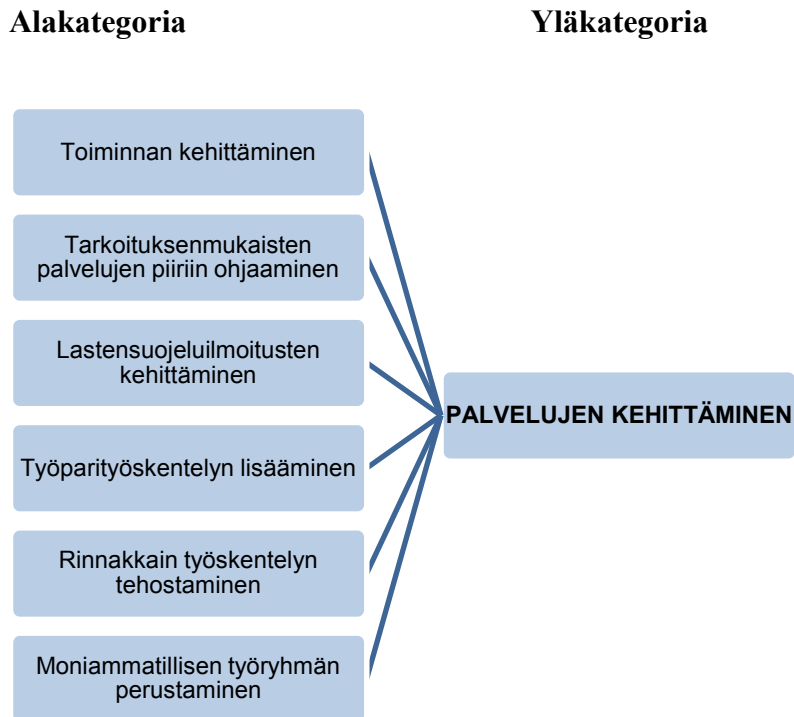 Alakategoria
Yläkategoria
Toiminnan kehittäminen
Tarkoituksenmukaisten
palvelujen piiriin ohjaaminen
Lastensuojeluilmoitusten
kehittäminen
Työparityöskentelyn lisääminen
Rinnakkain työskentelyn
tehostaminen
Moniammatillisen työryhmän
perustaminen
PALVELUJEN KEHITTÄMINEN